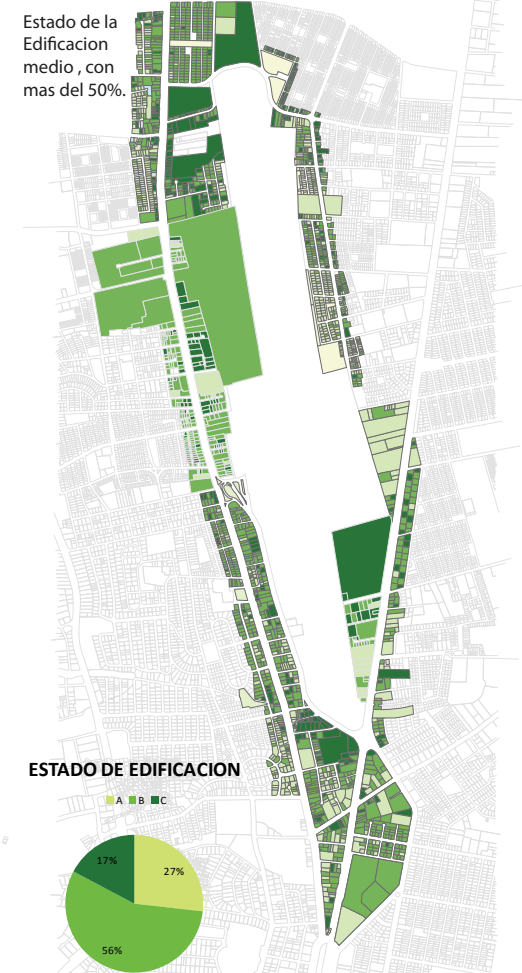 Estado de la
Edificacion
medio , con
mas del 50%.
ESTADO DE EDIFICACION
A B C
17%
27%
56%